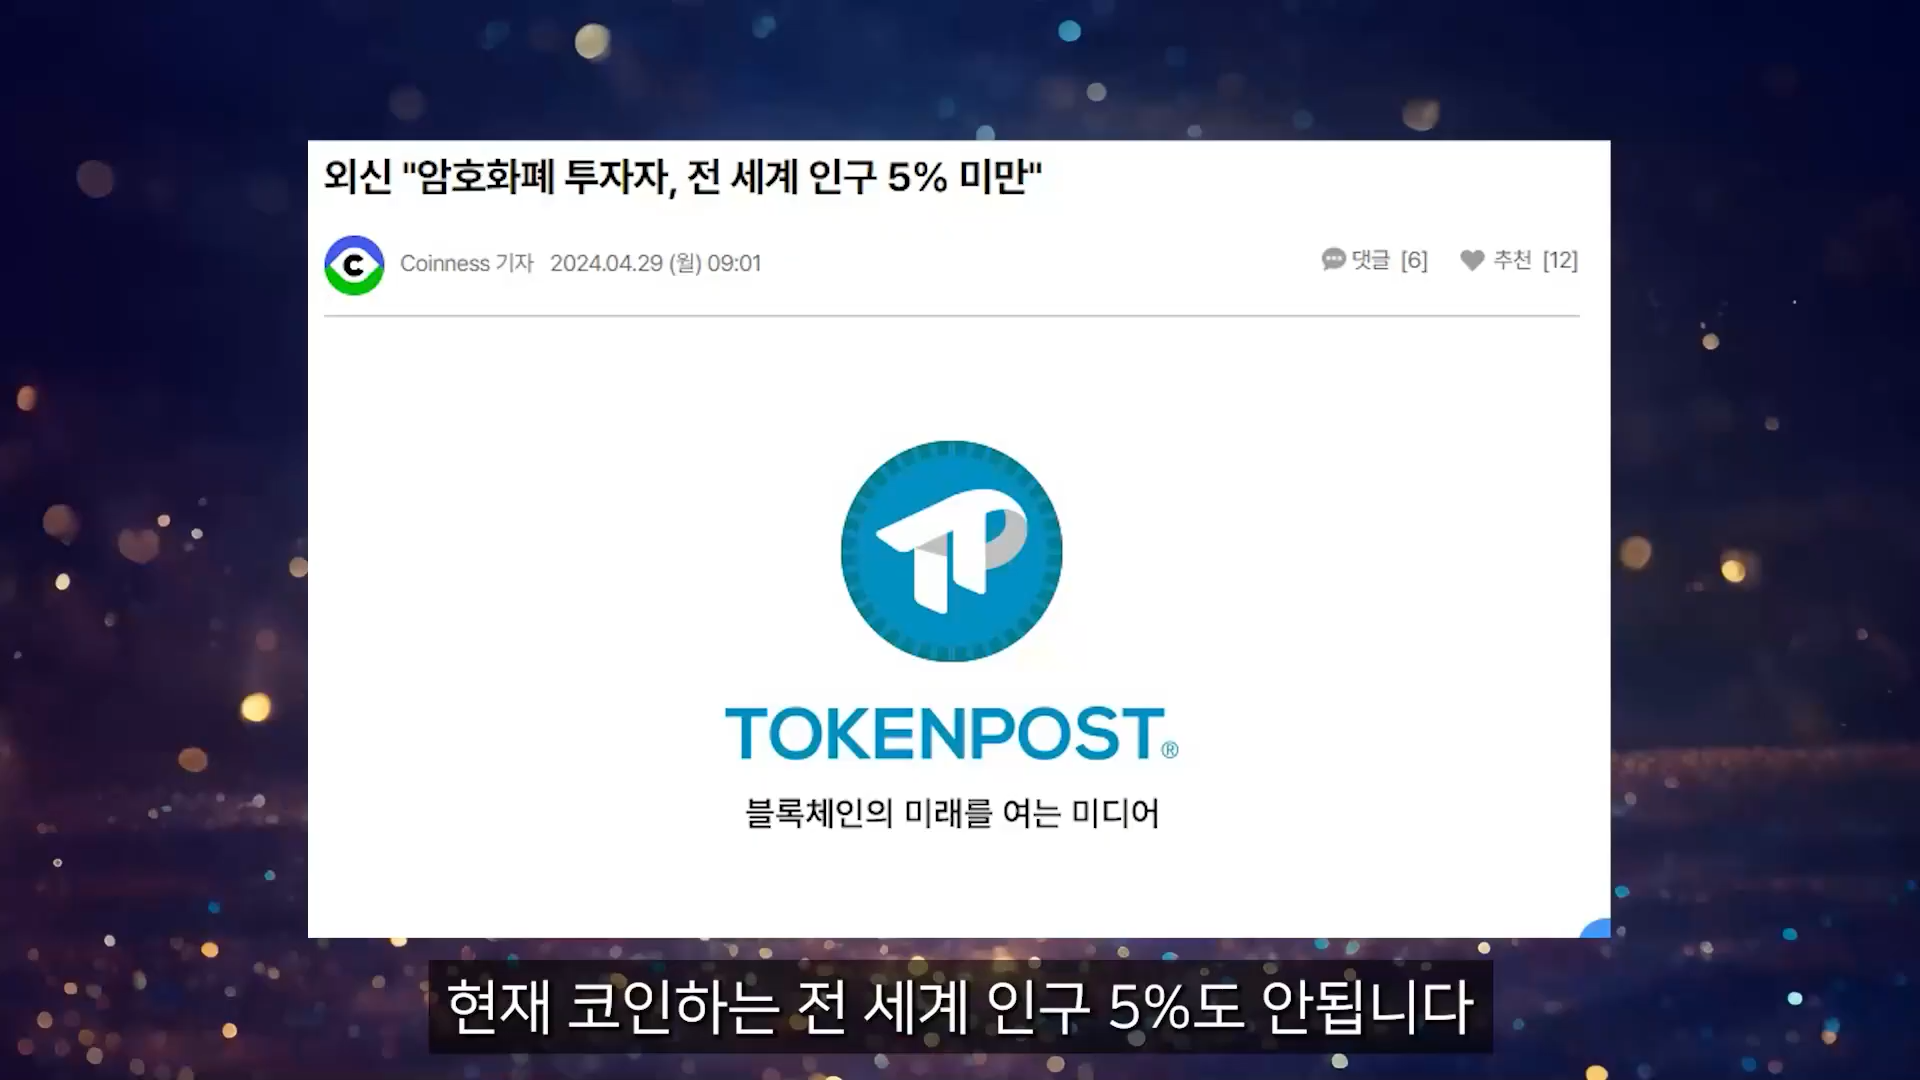 외신 "암호화폐 투자자, 전 세계 인구 5% 미만"
C
Coinness 기자 2024.04.29 (월) 09:01
댓글 [6] 추천 [12]
TP
TOKENPOST®
블록체인의 미래를 여는 미디어
현재 코인하는 전 세계 인구 5%도 안됩니다